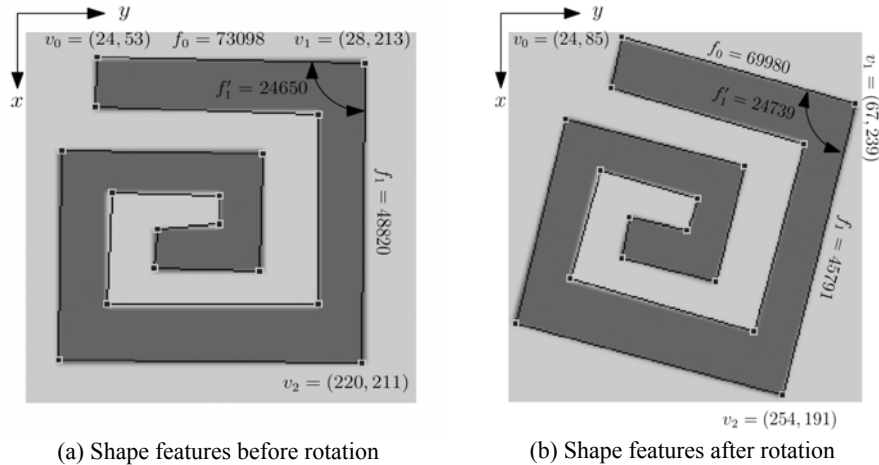 y
x
v₀ = (24, 53) f₀ = 73098 v₁ = (28, 213)
f′₁ = 24650
f₁ = 48820
v₂ = (220, 211)
(a) Shape features before rotation
y
x
v₀ = (24, 85)
f₀ = 69980
v₁ = (67, 239)
f′₁ = 24739
f₁ = 45791
v₂ = (254, 191)
(b) Shape features after rotation